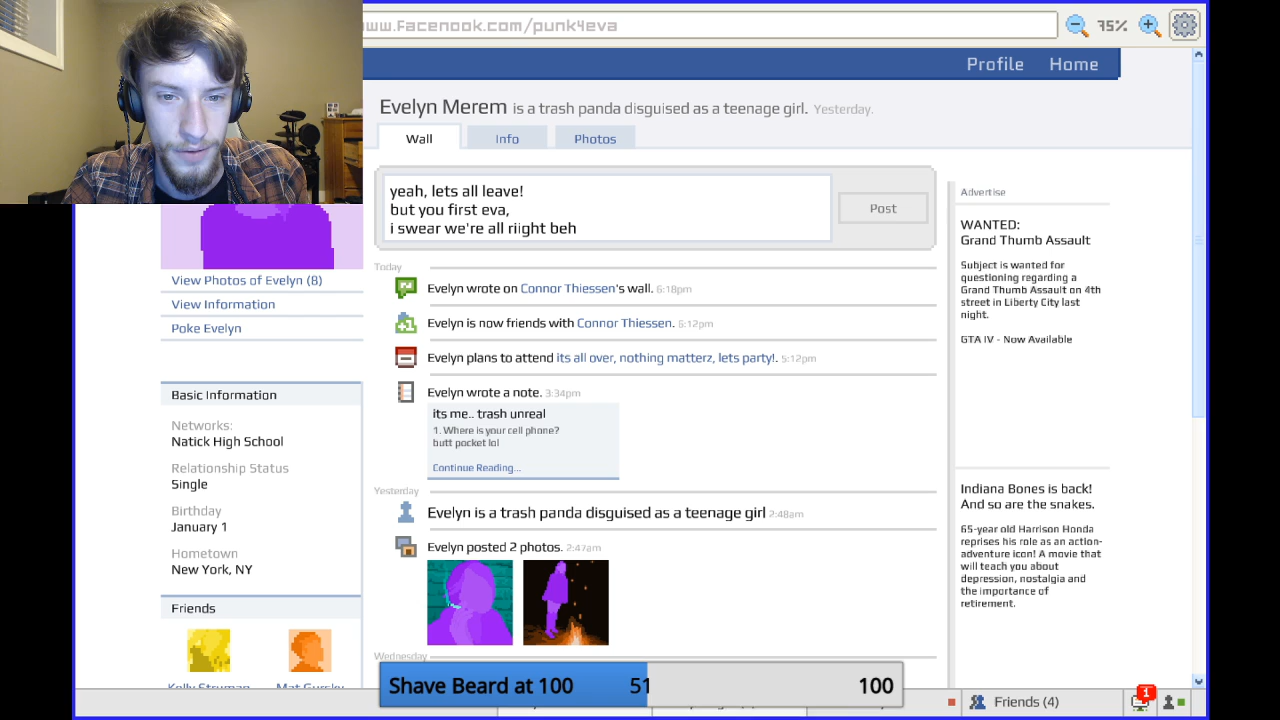 ww.facenook.com/punk4eva
75%
Profile Home
Evelyn Merem is a trash panda disguised as a teenage girl. Yesterday.
Wall Info Photos
yeah, lets all leave!
but you first eva,
i swear we're all riight beh
Post
Today
Evelyn wrote on Connor Thiessen's wall. 6:18pm
Evelyn is now friends with Connor Thiessen. 5:12pm
Evelyn plans to attend its all over, nothing matterz, lets party!. 5:12pm
Evelyn wrote a note. 3:34pm
its me.. trash unreal
1. Where is your cell phone?
butt pocket lol
Continue Reading...
Yesterday
Evelyn is a trash panda disguised as a teenage girl 2:48am
Evelyn posted 2 photos. 2:47am
Wednesday
View Photos of Evelyn (8)
View Information
Poke Evelyn
Basic Information
Networks:
Natick High School
Relationship Status
Single
Birthday
January 1
Hometown
New York, NY
Friends
Kelly Struman Mat Gursky
Advertise
WANTED:
Grand Thumb Assault
Subject is wanted for
questioning regarding a
Grand Thumb Assault on 4th
street in Liberty City last
night.
GTA IV - Now Available
Indiana Bones is back!
And so are the snakes.
65-year old Harrison Honda
reprises his role as an action-
adventure icon! A movie that
will teach you about
depression, nostalgia and
the importance of
retirement.
Shave Beard at 100 51 100
Friends (4)
1